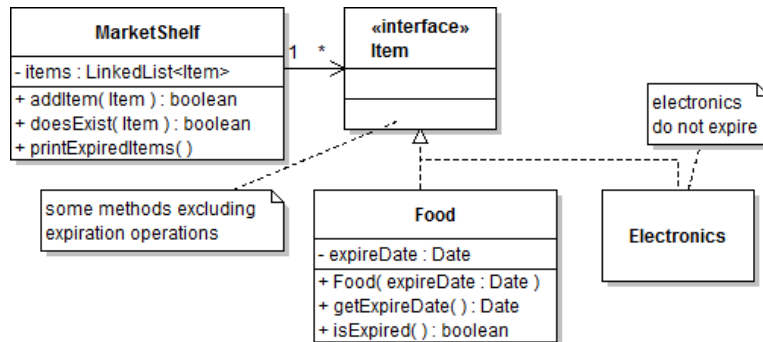 MarketShelf
- items : LinkedList<Item>
+ addItem( Item ) : boolean
+ doesExist( Item ) : boolean
+ printExpiredItems( )
1 *
«interface»
Item
electronics
do not expire
some methods excluding
expiration operations
Food
- expireDate : Date
+ Food( expireDate : Date )
+ getExpireDate( ) : Date
+ isExpired( ) : boolean
Electronics